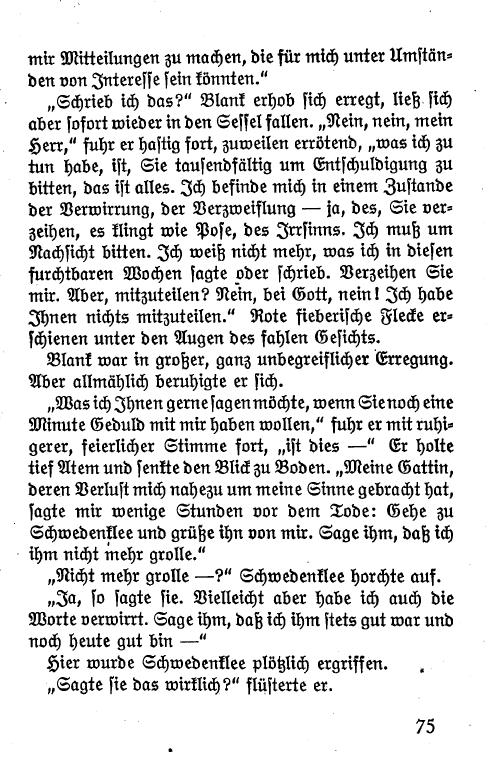 mir Mitteilungen zu machen, die für mich unter Umstän-
den von Interesse sein könnten.“
„Schrieb ich das?“ Blank erhob sich erregt, ließ sich
aber sofort wieder in den Sessel fallen. „Nein, nein, mein
Herr,“ fuhr er hastig fort, zuweilen errötend, „was ich zu
tun habe, ist, Sie tausendfältig um Entschuldigung zu
bitten, das ist alles. Ich befinde mich in einem Zustande
der Verwirrung, der Verzweiflung — ja, des, Sie ver-
zeihen, es klingt wie Pose, des Irrsinns. Ich muß um
Nachsicht bitten. Ich weiß nicht mehr, was ich in diesen
furchtbaren Wochen sagte oder schrieb. Verzeihen Sie
mir. Aber, mitzuteilen? Nein, bei Gott, nein! Ich habe
Ihnen nichts mitzuteilen.“ Rote fieberische Flecke er-
schienen unter den Augen des fahlen Gesichts.
Blank war in großer, ganz unbegreiflicher Erregung.
Aber allmählich beruhigte er sich.
„Was ich Ihnen gerne sagen möchte, wenn Sie noch eine
Minute Geduld mit mir haben wollen,“ fuhr er mit ruhi-
gerer, feierlicher Stimme fort, „ist dies —“ Er holte
tief Atem und senkte den Blick zu Boden. „Meine Gattin,
deren Verlust mich nahezu um meine Sinne gebracht hat,
sagte mir wenige Stunden vor dem Tode: Gehe zu
Schwedenklee und grüße ihn von mir. Sage ihm, daß ich
ihm nicht mehr grolle.“
„Nicht mehr grolle —?“ Schwedenklee horchte auf.
„Ja, so sagte sie. Vielleicht aber habe ich auch die
Worte verwirrt. Sage ihm, daß ich ihm stets gut war und
noch heute gut bin —“
Hier wurde Schwedenklee plötzlich ergriffen.
„Sagte sie das wirklich?“ flüsterte er.
75